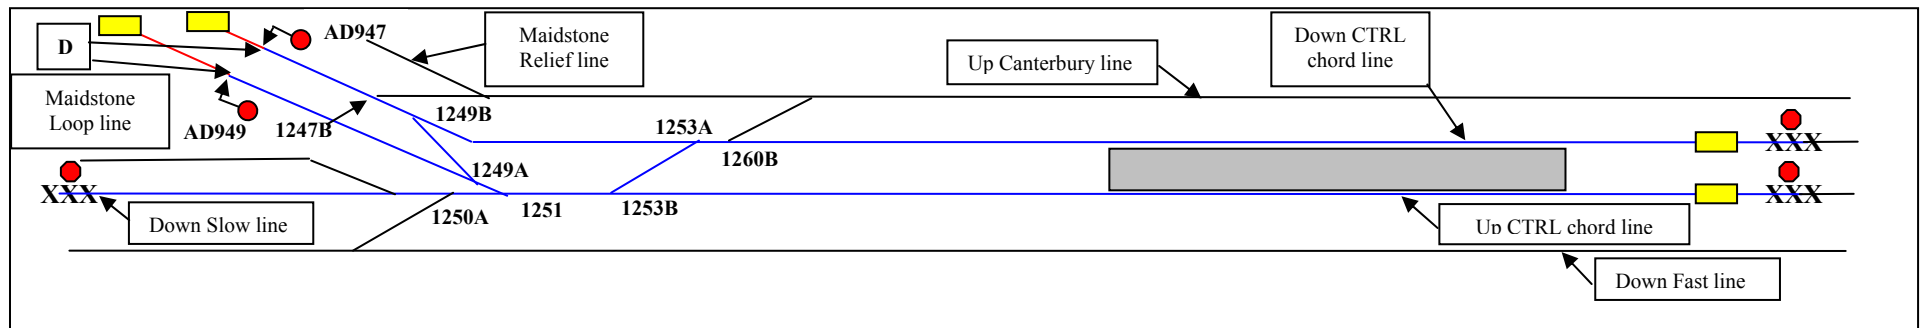 D
AD947
Maidstone
Relief line
Down CTRL
chord line
Up Canterbury line
Maidstone
Loop line
AD949
1247B
1249B
1253A
1260B
XXX
1249A
XXX
1250A
1251
1253B
XXX
Down Slow line
Up CTRL chord line
Down Fast line